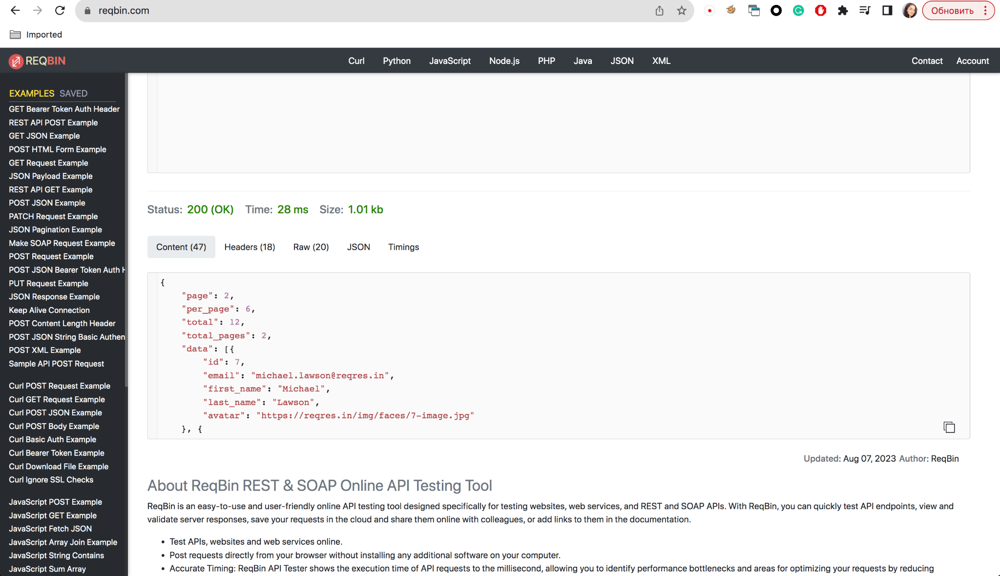 reqbin.com
Обновить
Imported
REQBIN
Curl Python JavaScript Node.js PHP Java JSON XML
Contact Account
EXAMPLES SAVED
GET Bearer Token Auth Header
REST API POST Example
GET JSON Example
POST HTML Form Example
GET Request Example
JSON Payload Example
REST API GET Example
POST JSON Example
PATCH Request Example
JSON Pagination Example
Make SOAP Request Example
POST Request Example
POST JSON Bearer Token Auth H
PUT Request Example
JSON Response Example
Keep Alive Connection
POST Content Length Header
POST JSON String Basic Authen
POST XML Example
Sample API POST Request
Curl POST Request Example
Curl GET Request Example
Curl POST JSON Example
Curl POST Body Example
Curl Basic Auth Example
Curl Bearer Token Example
Curl Download File Example
Curl Ignore SSL Checks
JavaScript POST Example
JavaScript GET Example
JavaScript Fetch JSON
JavaScript Array Join Example
JavaScript String Contains
JavaScript Sum Array
Status: 200 (OK) Time: 28 ms Size: 1.01 kb
Content (47) Headers (18) Raw (20) JSON Timings
{
"page": 2,
"per_page": 6,
"total": 12,
"total_pages": 2,
"data": [{
"id": 7,
"email": "michael.lawson@reqres.in",
"first_name": "Michael",
"last_name": "Lawson",
"avatar": "https://reqres.in/img/faces/7-image.jpg"
}, {
Updated: Aug 07, 2023 Author: ReqBin
About ReqBin REST & SOAP Online API Testing Tool
ReqBin is an easy-to-use and user-friendly online API testing tool designed specifically for testing websites, web services, and REST and SOAP APIs. With ReqBin, you can quickly test API endpoints, view and
validate server responses, save your requests in the cloud and share them online with colleagues, or add links to them in the documentation.
• Test APIs, websites and web services online.
• Post requests directly from your browser without installing any additional software on your computer.
• Accurate Timing: ReqBin API Tester shows the execution time of API requests to the millisecond, allowing you to identify performance bottlenecks and areas for optimizing your requests by reducing